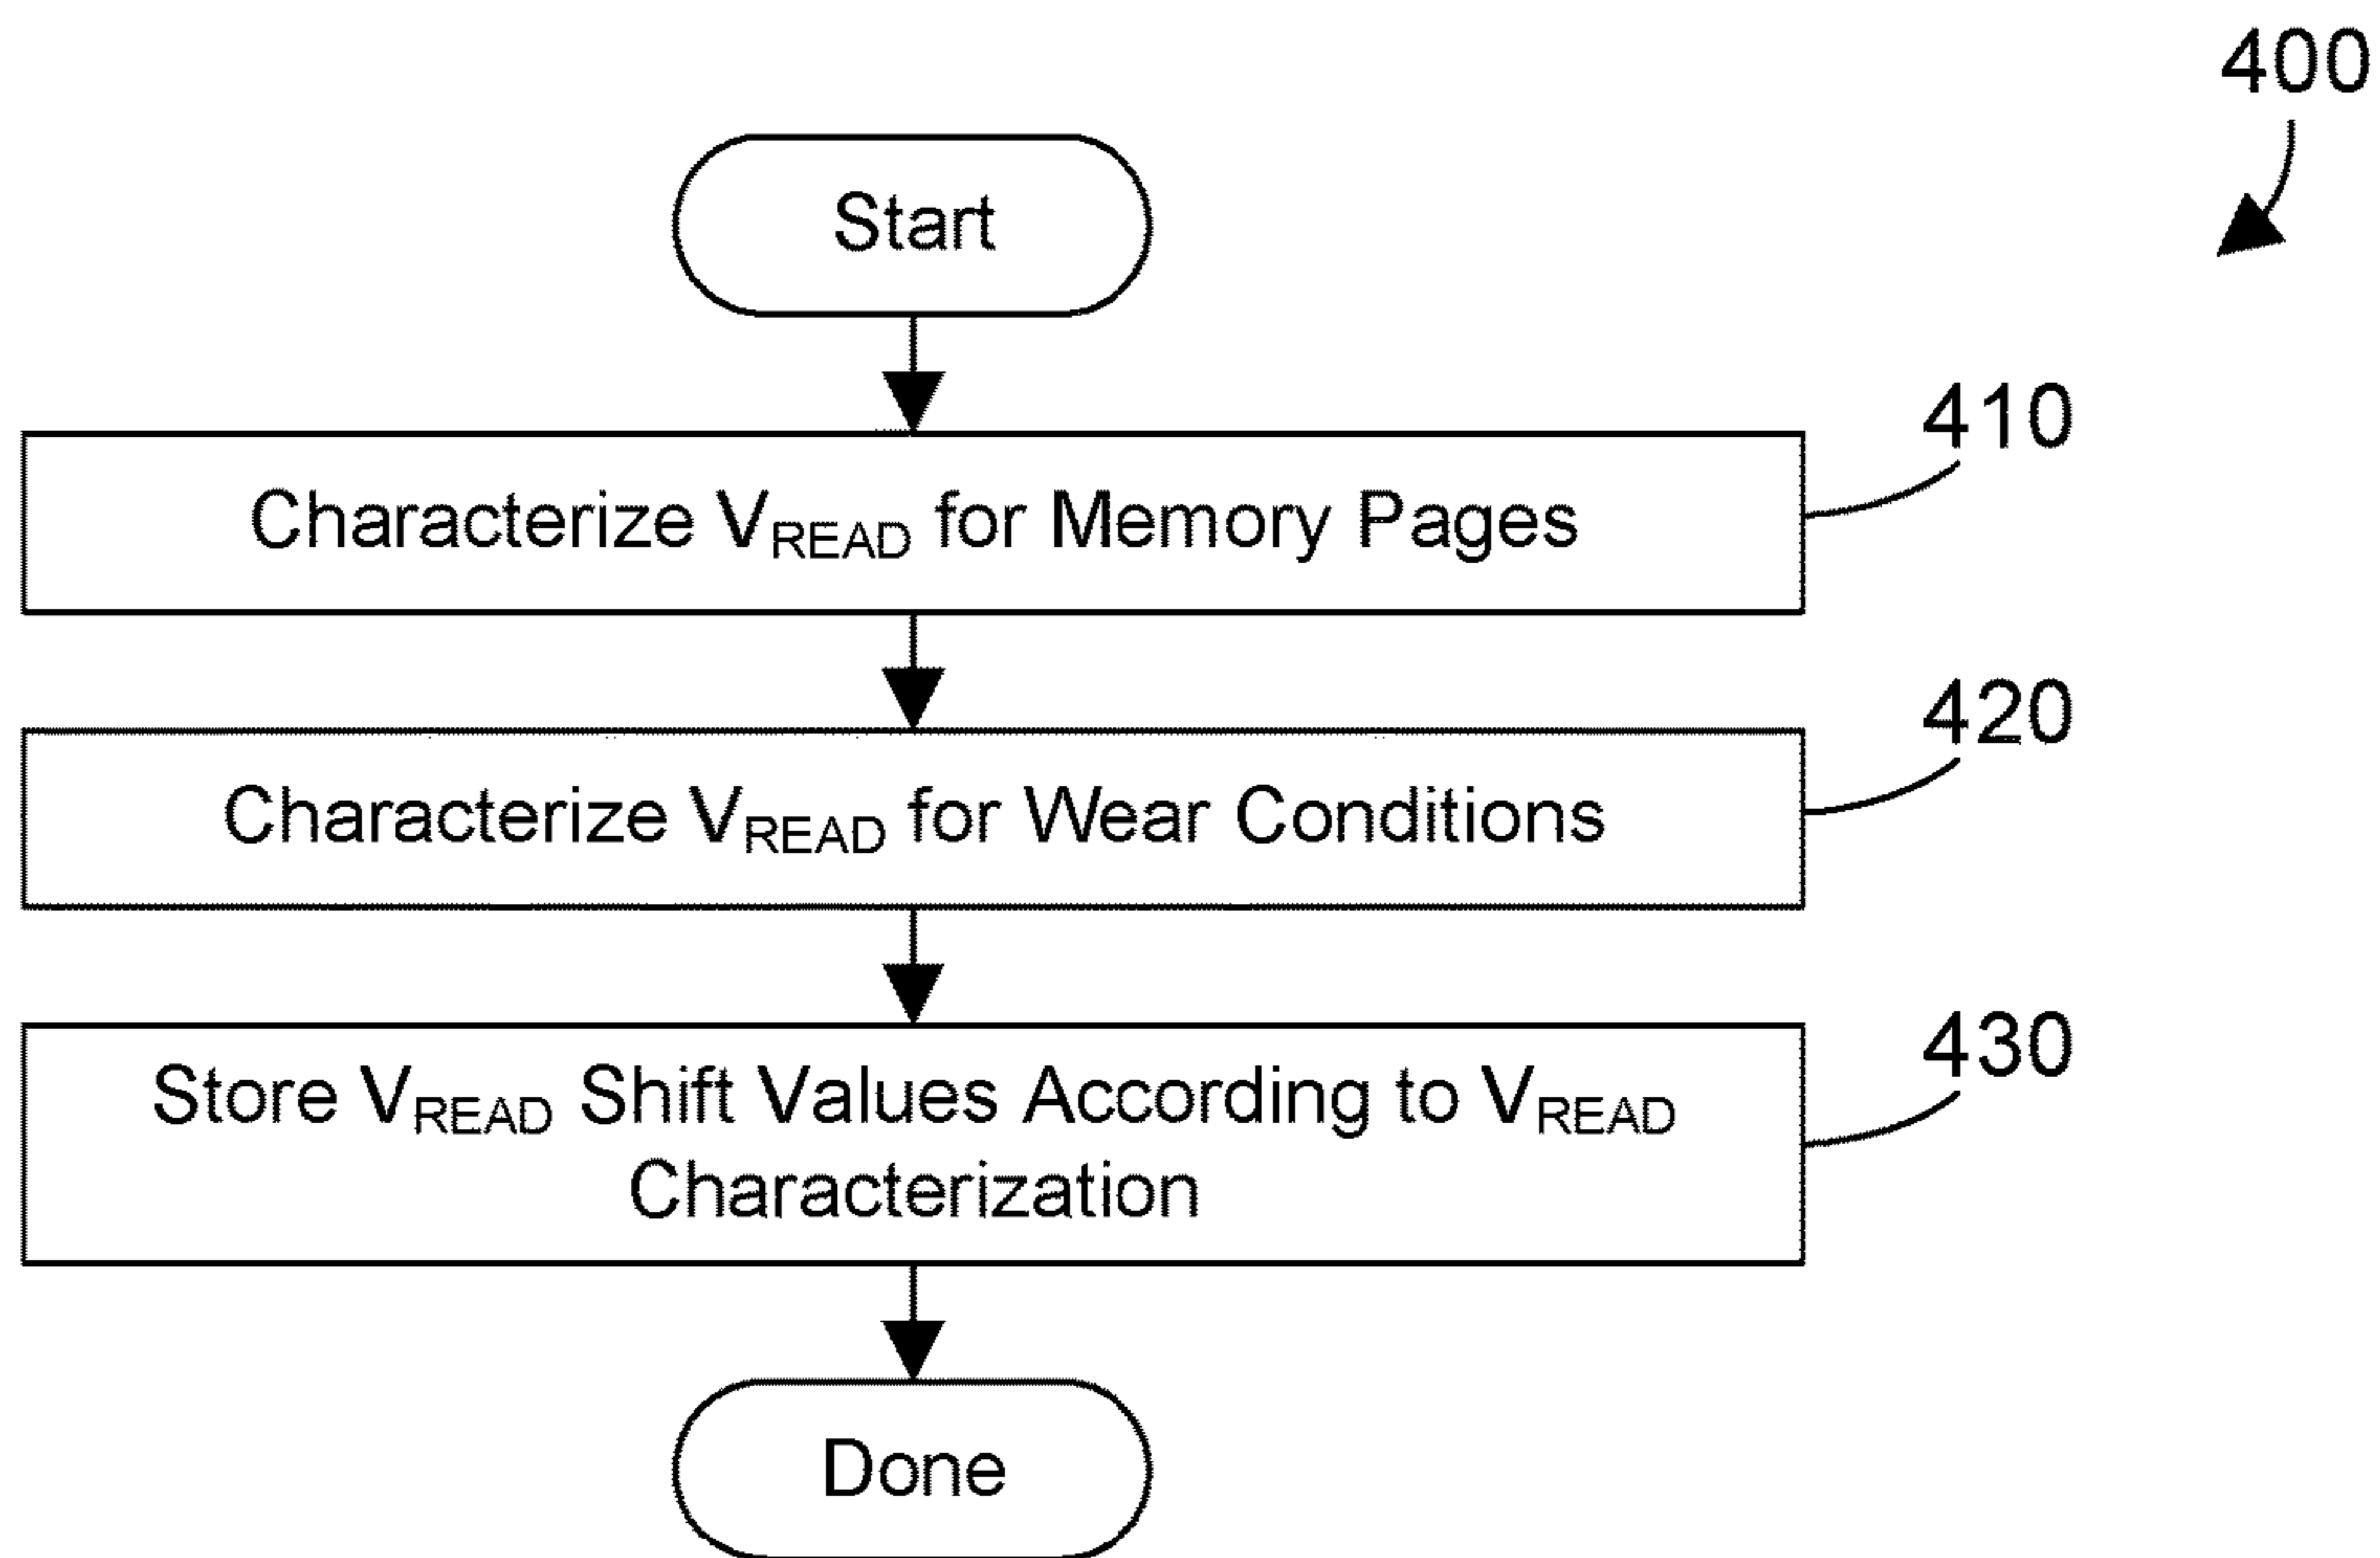 400
Start
410
Characterize VREAD for Memory Pages
420
Characterize VREAD for Wear Conditions
430
Store VREAD Shift Values According to VREAD
Characterization
Done